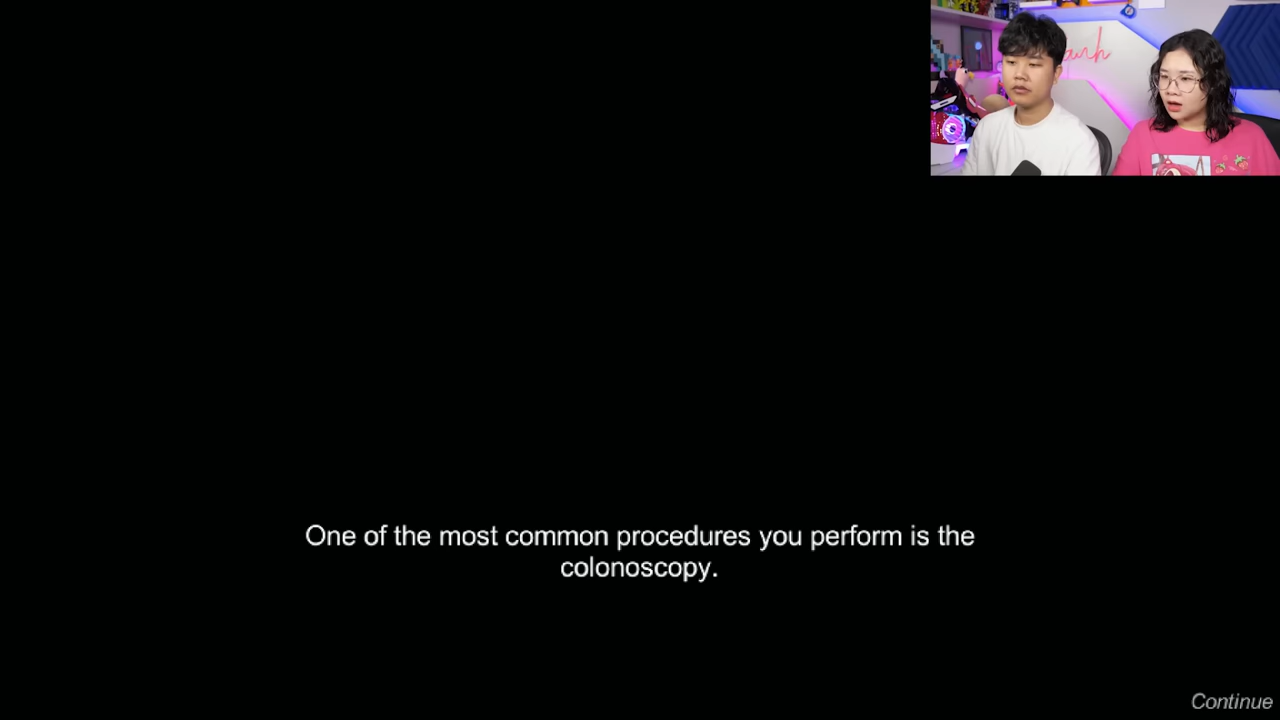 One of the most common procedures you perform is the
colonoscopy.
Continue